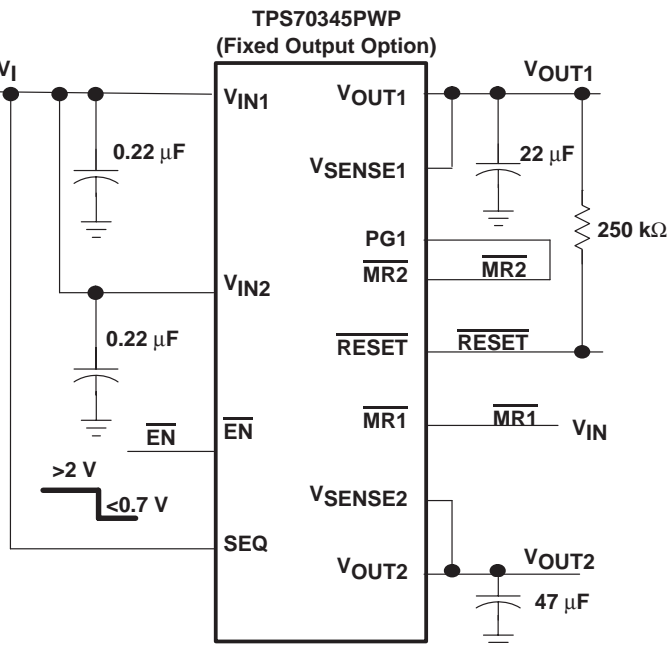 TPS70345PWP
(Fixed Output Option)
VI
VOUT1
VIN1
VOUT1
0.22 μF
22 μF
VSENSE1
250 kΩ
PG1
MR2
MR2
VIN2
0.22 μF
RESET
RESET
EN
EN
MR1
MR1
VIN
>2 V
<0.7 V
VSENSE2
SEQ
VOUT2
VOUT2
47 μF